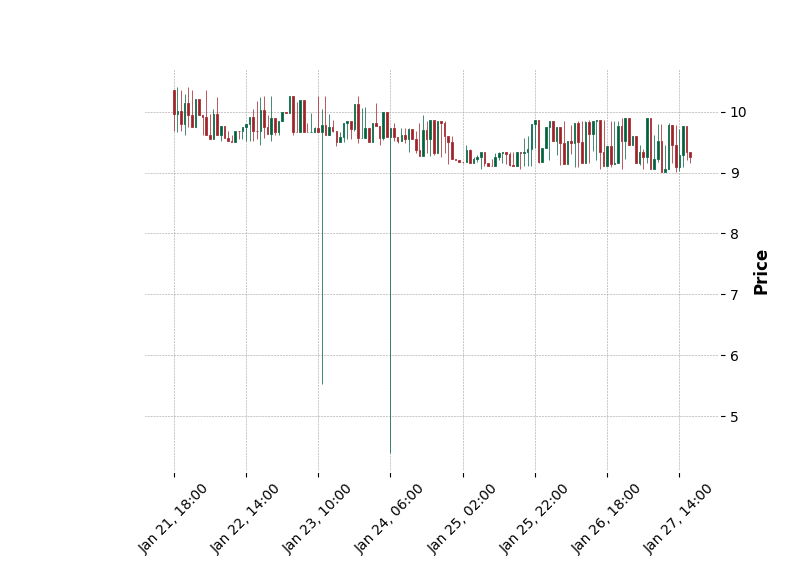 10
9
8
7
6
5
Price
Jan 21, 18:00
Jan 22, 14:00
Jan 23, 10:00
Jan 24, 06:00
Jan 25, 02:00
Jan 25, 22:00
Jan 26, 18:00
Jan 27, 14:00